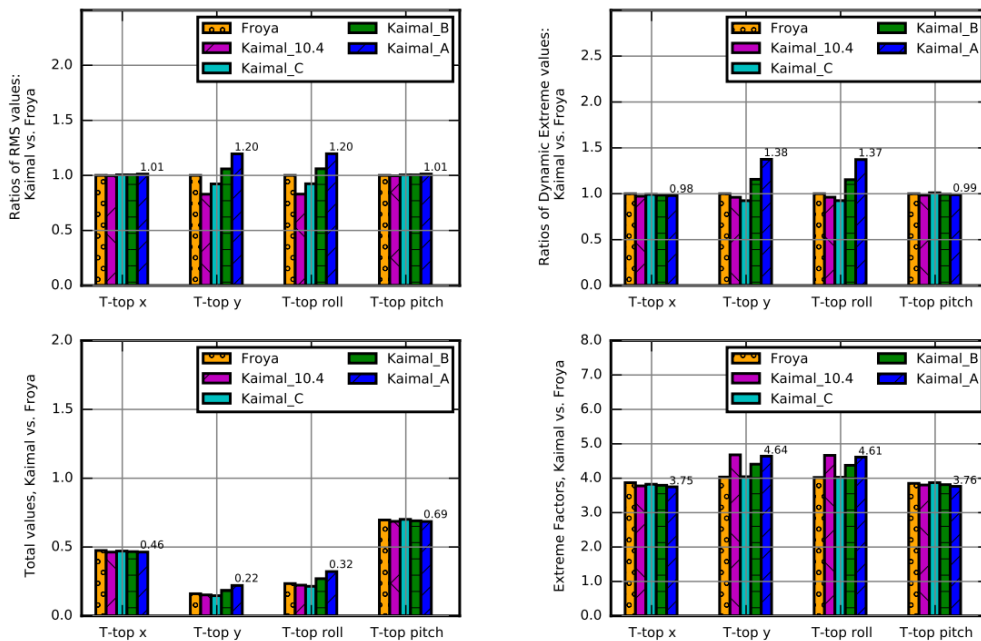 Ratios of RMS values:
Kaimal vs. Froya
2.0
1.5
1.0
0.5
0.0
Froya
Kaimal_10.4
Kaimal_C
Kaimal_B
Kaimal_A
1.01
1.20
1.20
1.01
T-top x
T-top y
T-top roll
T-top pitch
Ratios of Dynamic Extreme values:
Kaimal vs. Froya
2.5
2.0
1.5
1.0
0.5
0.0
Froya
Kaimal_10.4
Kaimal_C
Kaimal_B
Kaimal_A
0.98
1.38
1.37
0.99
T-top x
T-top y
T-top roll
T-top pitch
Total values, Kaimal vs. Froya
2.0
1.5
1.0
0.5
0.0
Froya
Kaimal_10.4
Kaimal_C
Kaimal_B
Kaimal_A
0.46
0.22
0.32
0.69
T-top x
T-top y
T-top roll
T-top pitch
Extreme Factors, Kaimal vs. Froya
8.0
7.0
6.0
5.0
4.0
3.0
2.0
1.0
0.0
Froya
Kaimal_10.4
Kaimal_C
Kaimal_B
Kaimal_A
3.75
4.64
4.61
3.76
T-top x
T-top y
T-top roll
T-top pitch